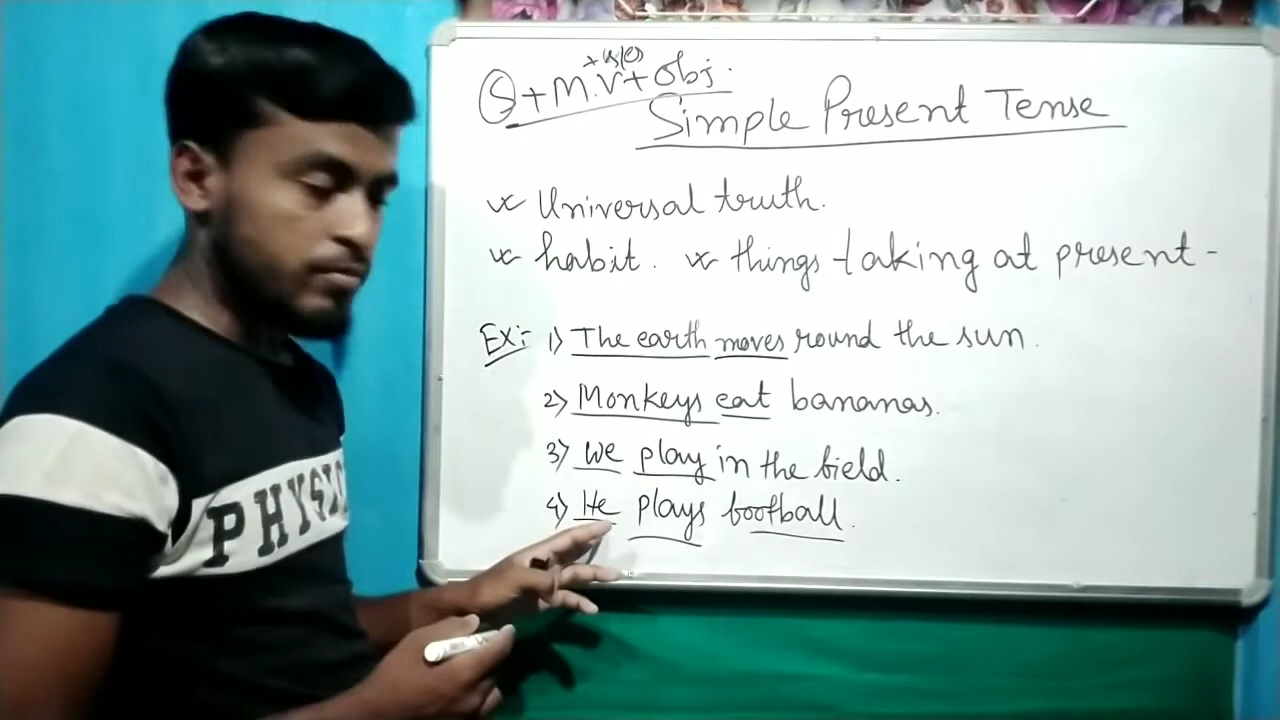 + s/es
S + M.V + Obj.
Simple Present Tense
Universal truth.
habit. things taking at present -
Ex: 1) The earth moves round the sun.
2) Monkeys eat bananas.
3) We play in the field.
4) He plays football.
PHYSIC